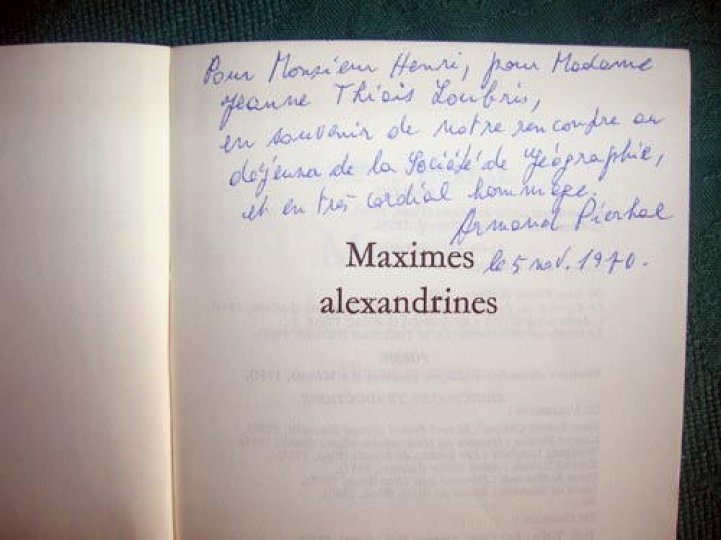 Pour Monsieur Henri, pour Madame
Jeanne Thiais Loubris,
en souvenir de notre rencontre au
déjeuner de la Société de Géographie,
et en très cordial hommage.
Armand Pierhal
le 5 nov. 1970.
Maximes
alexandrines